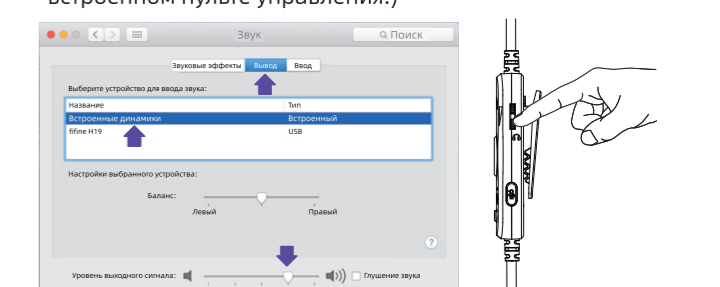 встроенном пульте управления.)
Звук
Поиск
Звуковые эффекты Вывод Ввод
Выберите устройство для ввода звука:
Название Тип
Встроенные динамики Встроенный
fifine H19 USB
Настройки выбранного устройства:
Баланс:
Левый Правый
?
Уровень выходного сигнала: Глушение звука